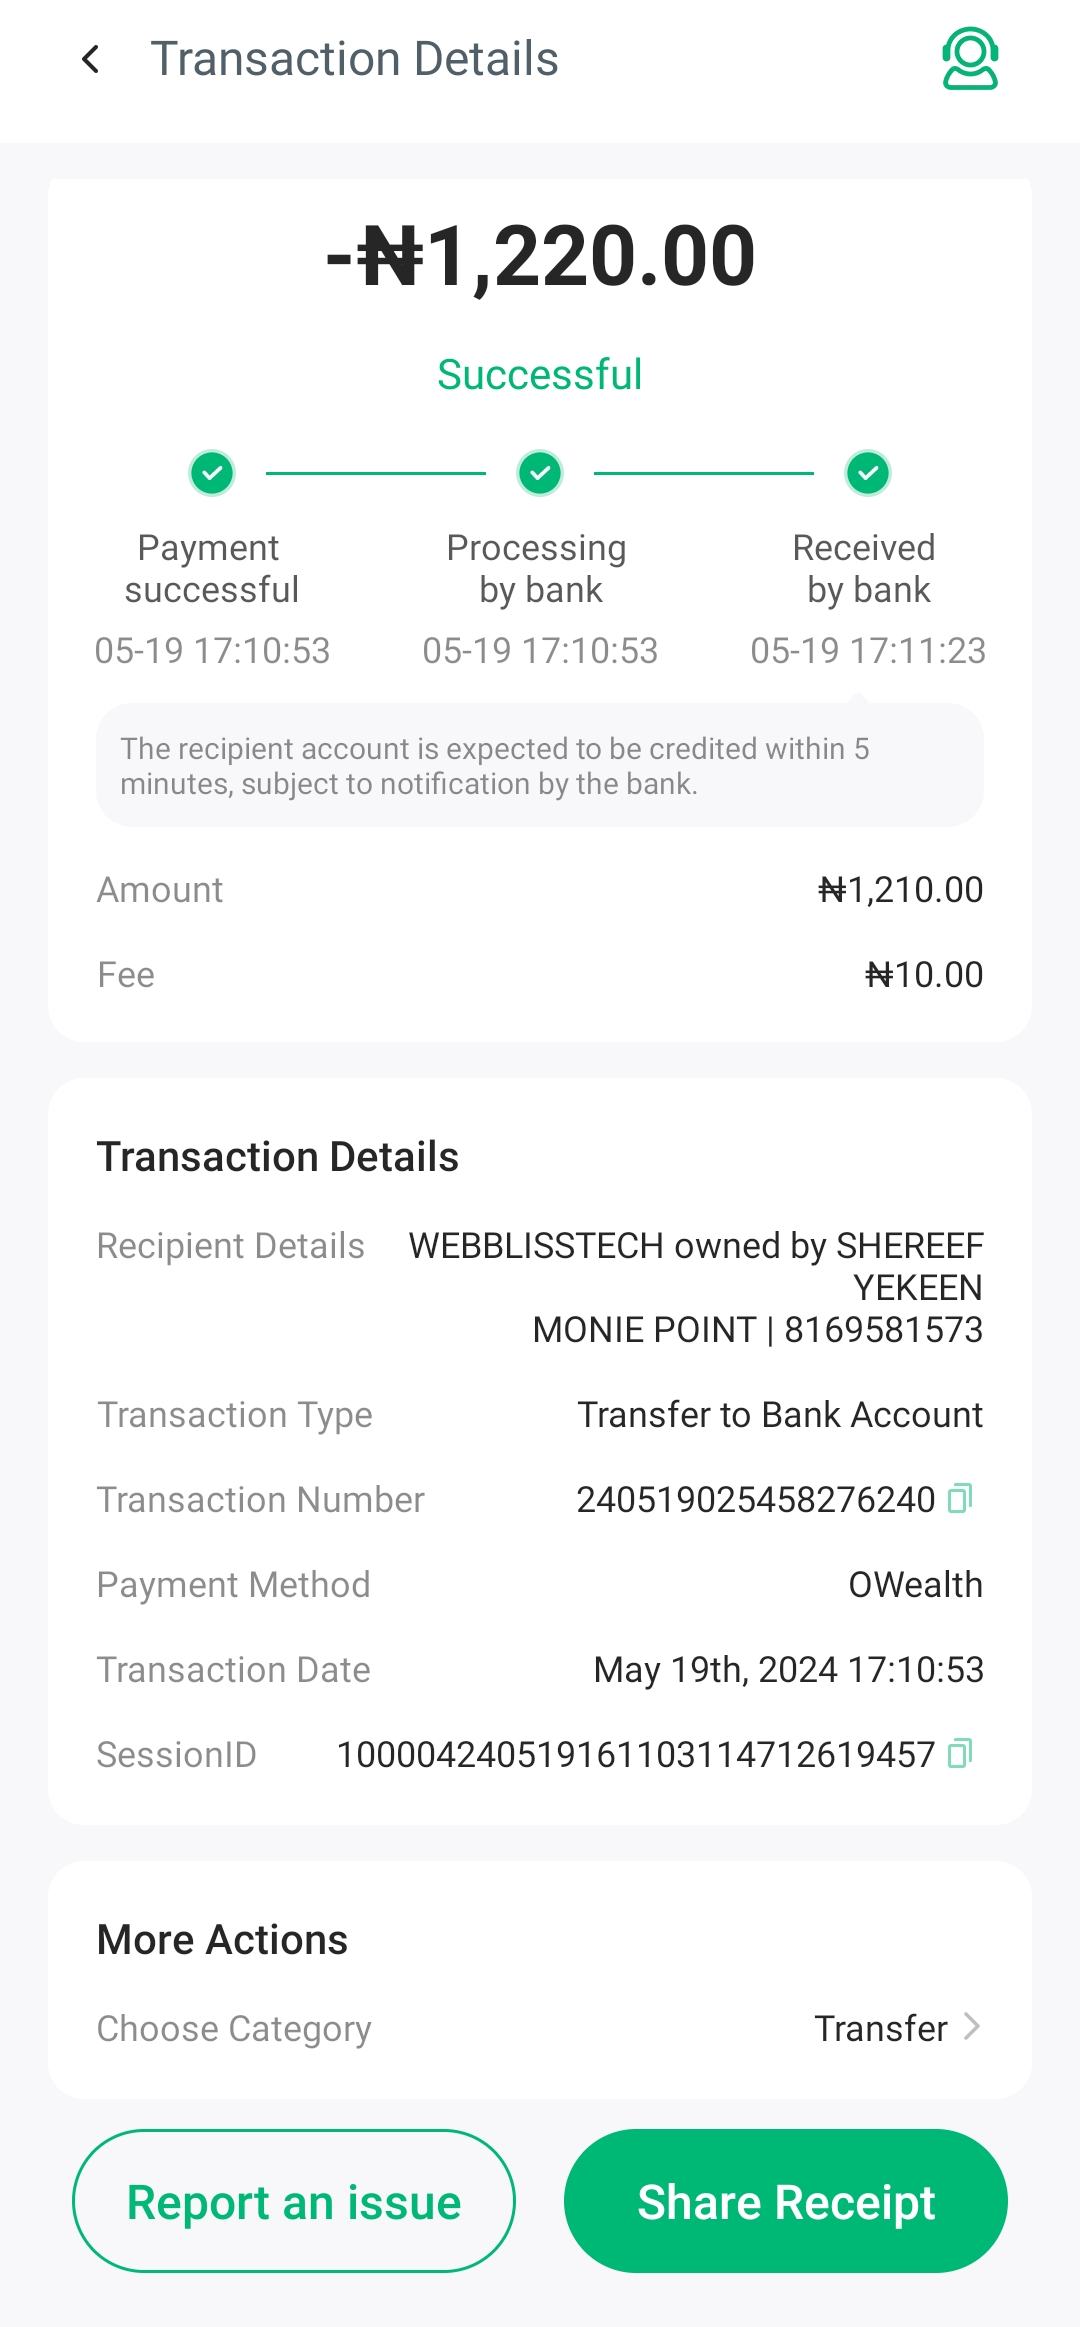 Transaction Details
-₦1,220.00
Successful
Payment successful
Processing by bank
Received by bank
05-19 17:10:53
05-19 17:10:53
05-19 17:11:23
The recipient account is expected to be credited within 5
minutes, subject to notification by the bank.
Amount ₦1,210.00
Fee ₦10.00
Transaction Details
Recipient Details WEBBLISSTECH owned by SHEREEF
YEKEEN
MONIE POINT | 8169581573
Transaction Type Transfer to Bank Account
Transaction Number 240519025458276240
Payment Method OWealth
Transaction Date May 19th, 2024 17:10:53
SessionID 100004240519161103114712619457
More Actions
Choose Category Transfer
Report an issue Share Receipt